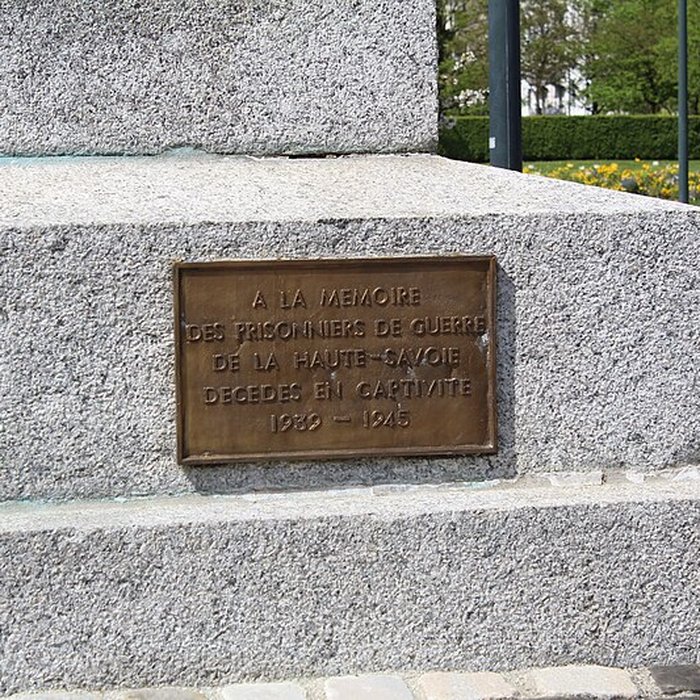 A LA MEMOIRE
DES PRISONNIERS DE GUERRE
DE LA HAUTE-SAVOIE
DECEDES EN CAPTIVITE
1939 - 1945